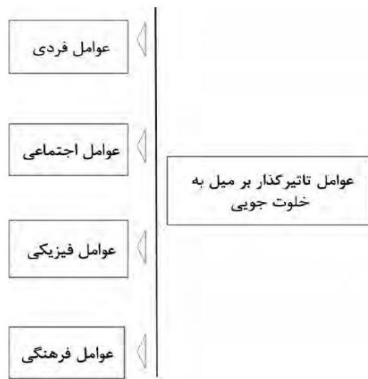 عوامل تاثیرگذار بر میل به
خلوت جویی
عوامل فردی
عوامل اجتماعی
عوامل فیزیکی
عوامل فرهنگی